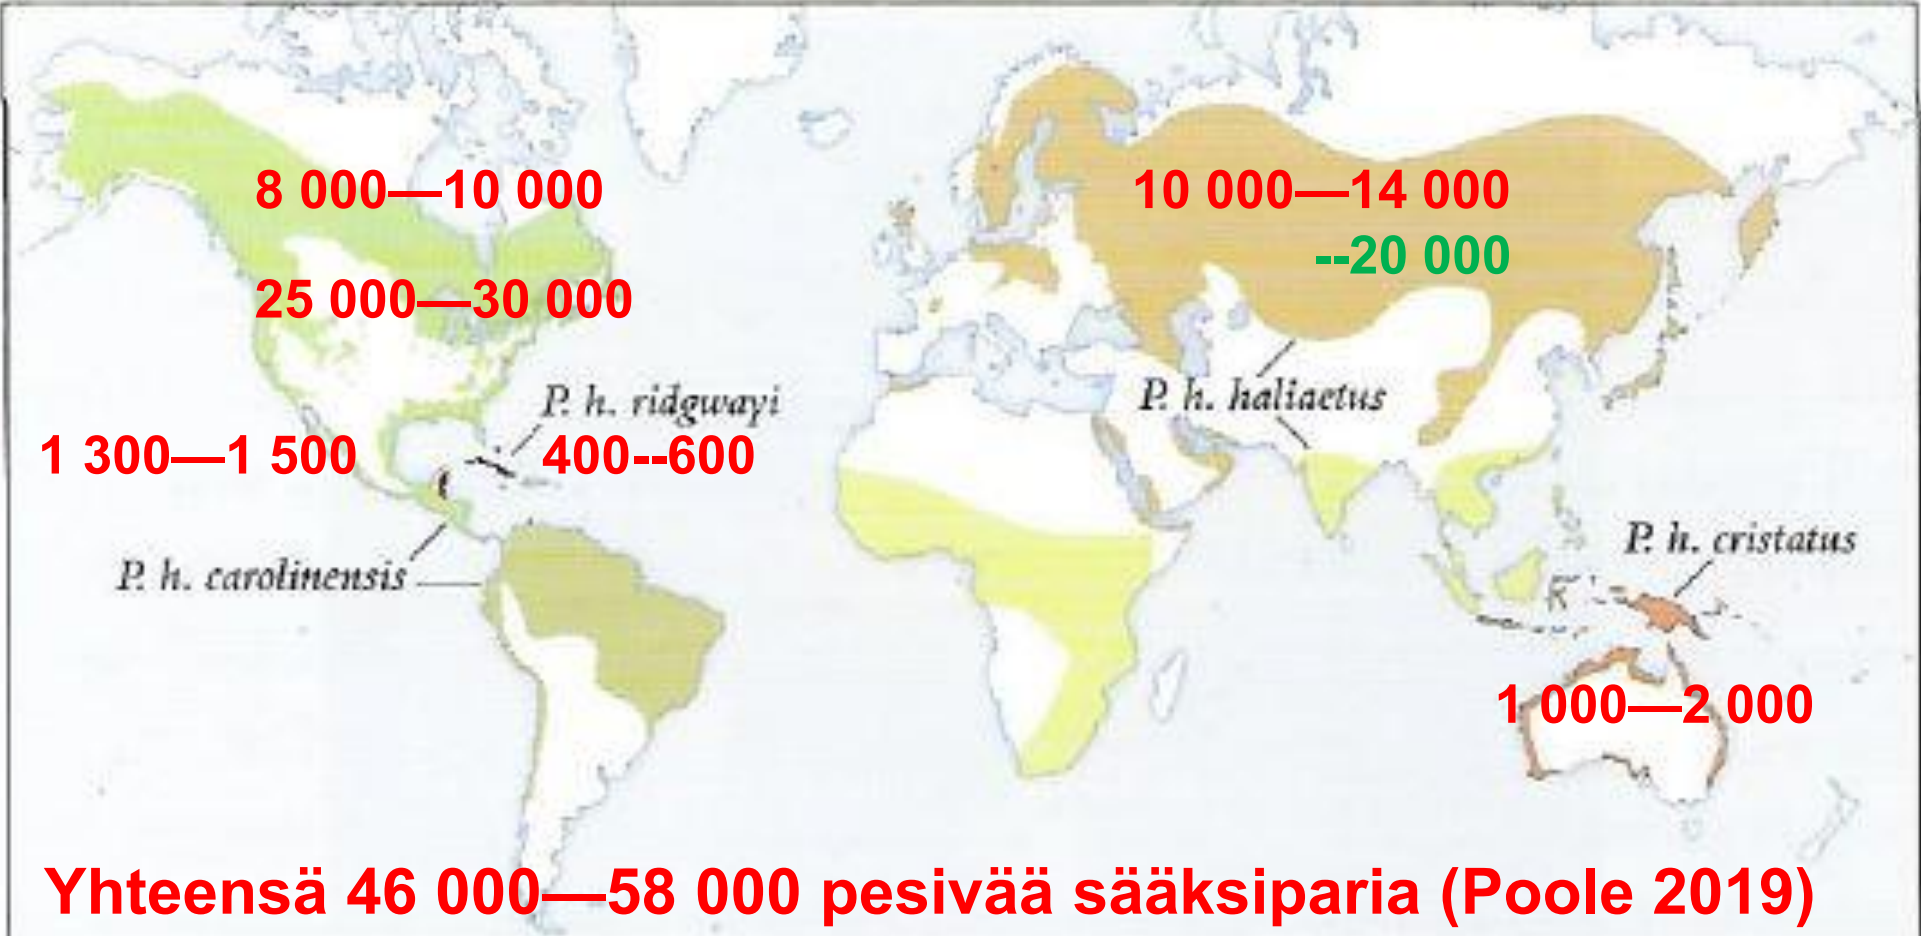 8 000—10 000
10 000—14 000
--20 000
25 000—30 000
P. h. ridgwayi
P. h. haliaetus
1 300—1 500
400--600
P. h. cristatus
P. h. carolinensis
1 000—2 000
Yhteensä 46 000—58 000 pesivää sääksiparia (Poole 2019)